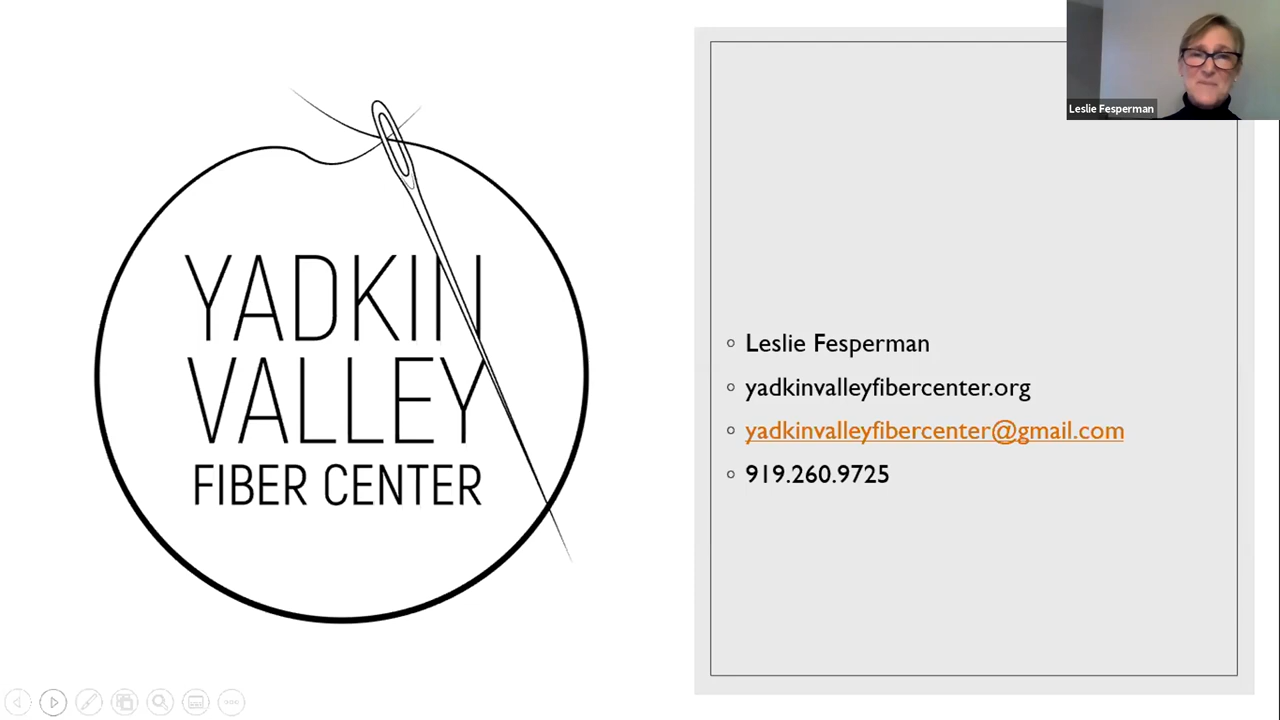 YADKIN
VALLEY
FIBER CENTER
Leslie Fesperman
Leslie Fesperman
yadkinvalleyfibercenter.org
yadkinvalleyfibercenter@gmail.com
919.260.9725